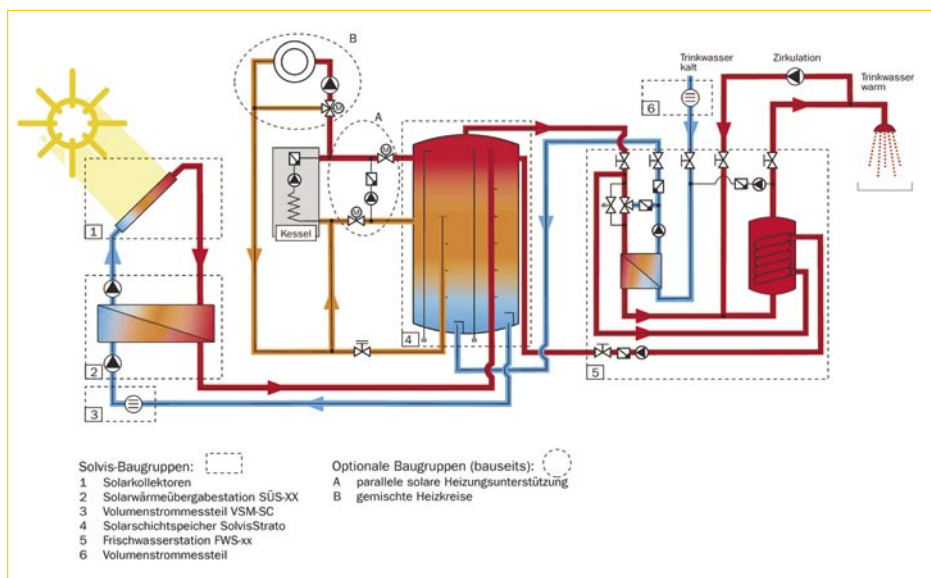 B
A
M
M
M
Kessel
Trinkwasser
kalt
Zirkulation
Trinkwasser
warm
6
1
2
3
4
5
Solvis-Baugruppen:
1 Solarkollektoren
2 Solarwärmeübergabestation SÜS-XX
3 Volumenstrommessteil VSM-SC
4 Solarschichtspeicher SolvisStrato
5 Frischwasserstation FWS-xx
6 Volumenstrommessteil
Optionale Baugruppen (bauseits):
A parallele solare Heizungsunterstützung
B gemischte Heizkreise